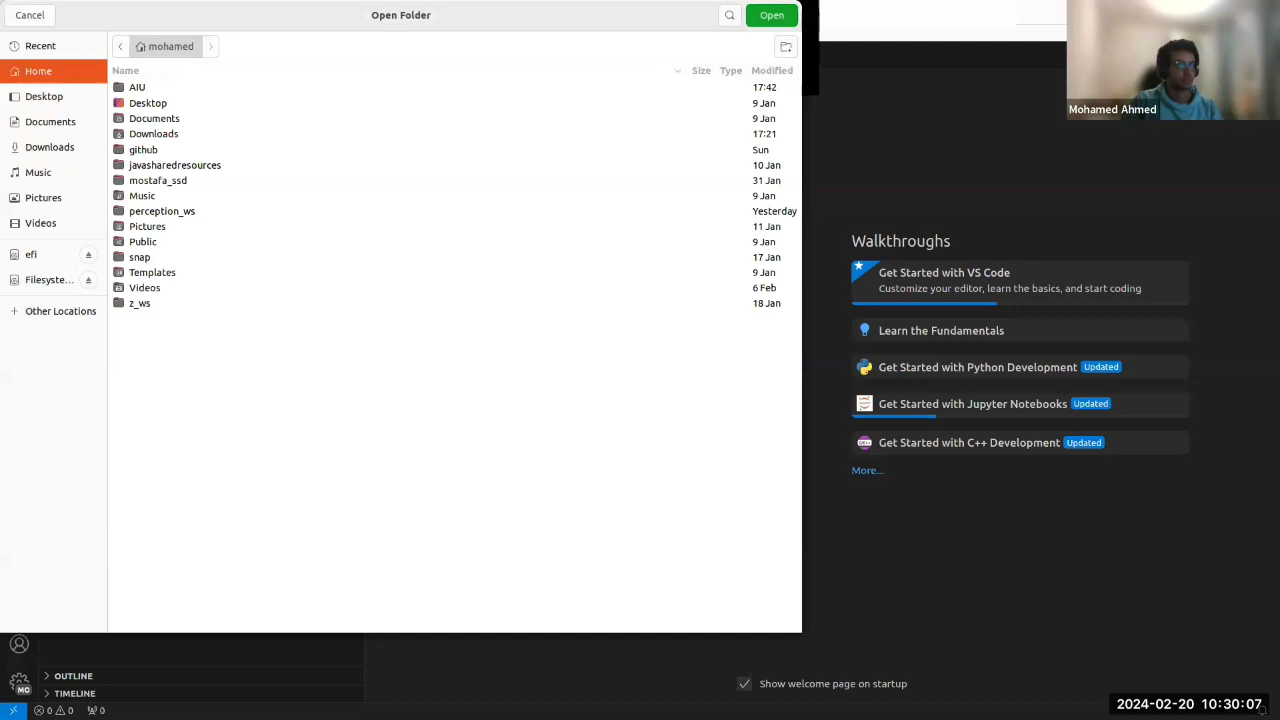 Cancel
Open Folder
Open
Recent
Home
Desktop
Documents
Downloads
Music
Pictures
Videos
efi
Filesyste...
Other Locations
mohamed
Name Size Type Modified
AIU 17:42
Desktop 9 Jan
Documents 9 Jan
Downloads 17:21
github Sun
javasharedresources 10 Jan
mostafa_ssd 31 Jan
Music 9 Jan
perception_ws Yesterday
Pictures 11 Jan
Public 9 Jan
snap 17 Jan
Templates 9 Jan
Videos 6 Feb
z_ws 18 Jan
Mohamed Ahmed
Walkthroughs
Get Started with VS Code
Customize your editor, learn the basics, and start coding
Learn the Fundamentals
Get Started with Python Development Updated
Get Started with Jupyter Notebooks Updated
Get Started with C++ Development Updated
More...
Show welcome page on startup
MO
OUTLINE
TIMELINE
0 0 0
2024-02-20 10:30:07